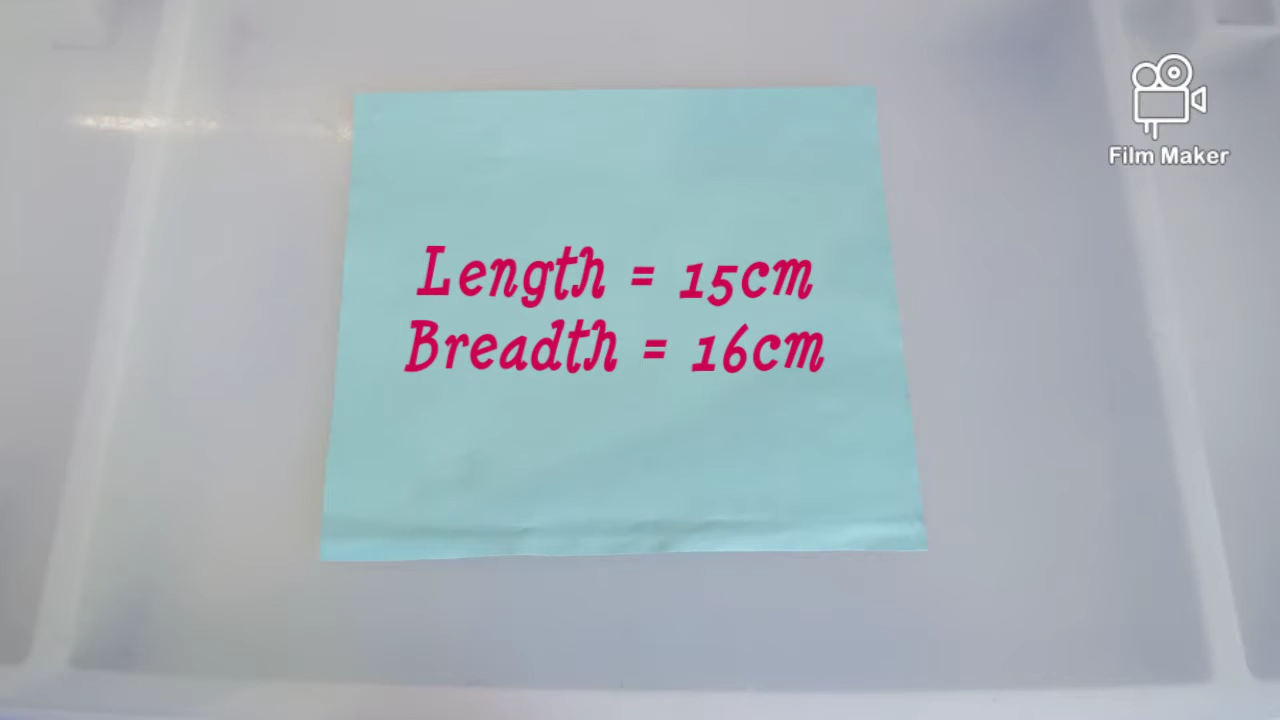 Film Maker
Length = 15cm
Breadth = 16cm